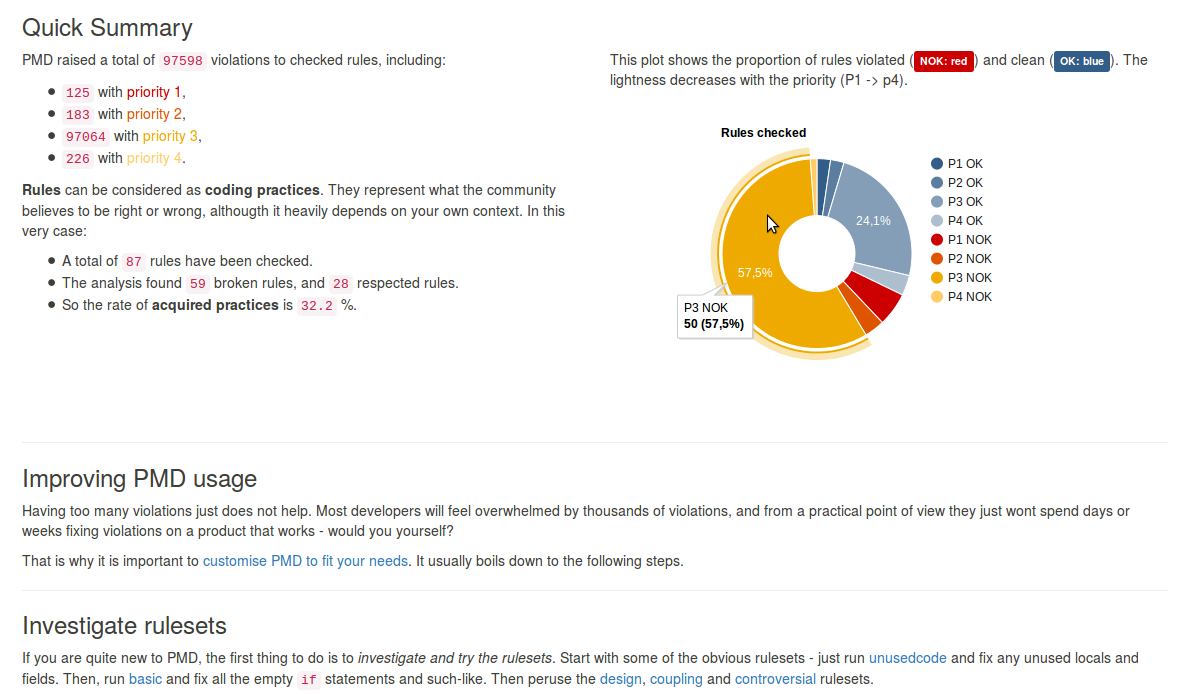 Quick Summary
PMD raised a total of 97598 violations to checked rules, including:
125 with priority 1,
183 with priority 2,
97064 with priority 3,
226 with priority 4.
Rules can be considered as coding practices. They represent what the community
believes to be right or wrong, althougth it heavily depends on your own context. In this
very case:
A total of 87 rules have been checked.
The analysis found 59 broken rules, and 28 respected rules.
So the rate of acquired practices is 32.2 %.
This plot shows the proportion of rules violated (NOK: red) and clean (OK: blue). The
lightness decreases with the priority (P1 -> p4).
Rules checked
24,1%
57,5%
P3 NOK
50 (57,5%)
P1 OK
P2 OK
P3 OK
P4 OK
P1 NOK
P2 NOK
P3 NOK
P4 NOK
Improving PMD usage
Having too many violations just does not help. Most developers will feel overwhelmed by thousands of violations, and from a practical point of view they just wont spend days or
weeks fixing violations on a product that works - would you yourself?
That is why it is important to customise PMD to fit your needs. It usually boils down to the following steps.
Investigate rulesets
If you are quite new to PMD, the first thing to do is to investigate and try the rulesets. Start with some of the obvious rulesets - just run unusedcode and fix any unused locals and
fields. Then, run basic and fix all the empty if statements and such-like. Then peruse the design, coupling and controversial rulesets.